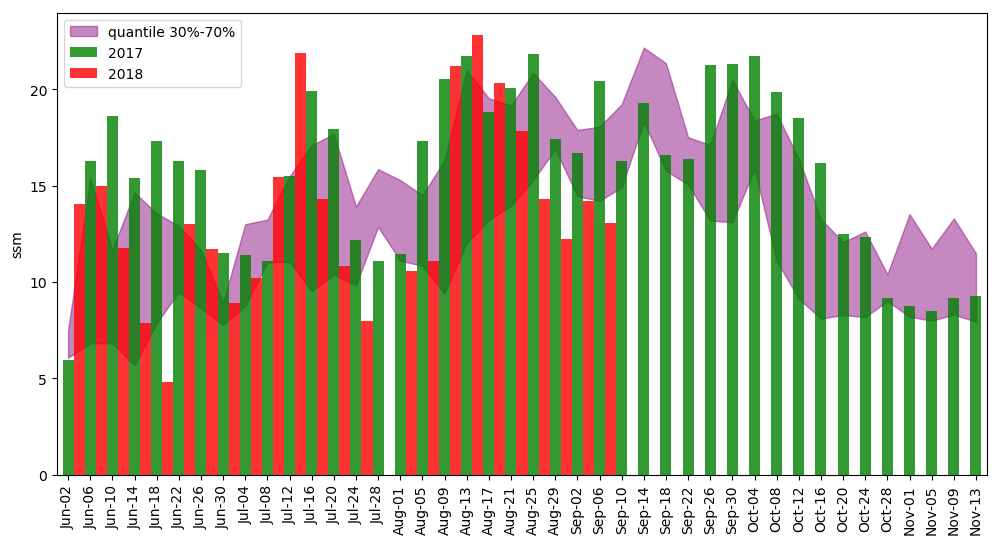 quantile 30%-70%
2017
2018
ssm
20
15
10
5
0
Jun-02
Jun-06
Jun-10
Jun-14
Jun-18
Jun-22
Jun-26
Jun-30
Jul-04
Jul-08
Jul-12
Jul-16
Jul-20
Jul-24
Jul-28
Aug-01
Aug-05
Aug-09
Aug-13
Aug-17
Aug-21
Aug-25
Aug-29
Sep-02
Sep-06
Sep-10
Sep-14
Sep-18
Sep-22
Sep-26
Sep-30
Oct-04
Oct-08
Oct-12
Oct-16
Oct-20
Oct-24
Oct-28
Nov-01
Nov-05
Nov-09
Nov-13